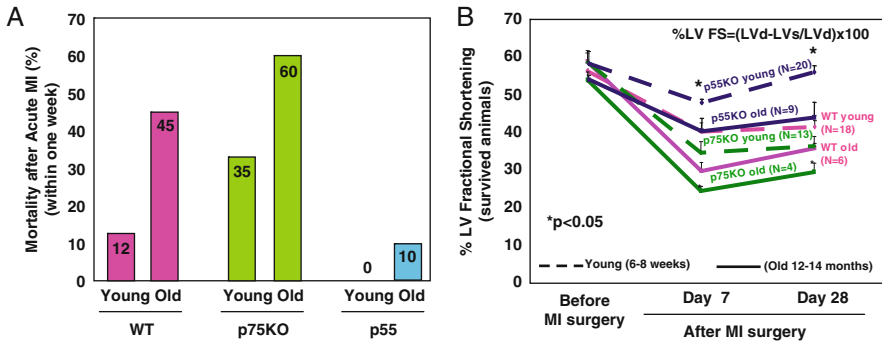 A
Mortality after Acute MI (%)
(within one week)
70
60
50
40
30
20
10
0
12
45
35
60
0
10
Young Old
Young Old
Young Old
WT
p75KO
p55
B
% LV Fractional Shortening
(survived animals)
70
60
50
40
30
20
10
0
%LV FS=(LVd-LVs/LVd)x100
*
*
p55KO young (N=20)
p55KO old (N=9)
p75KO young (N=13)
p75KO old (N=4)
WT young
(N=18)
WT old
(N=6)
*p<0.05
Young (6-8 weeks)
(Old 12-14 months)
Before
MI surgery
Day 7
Day 28
After MI surgery